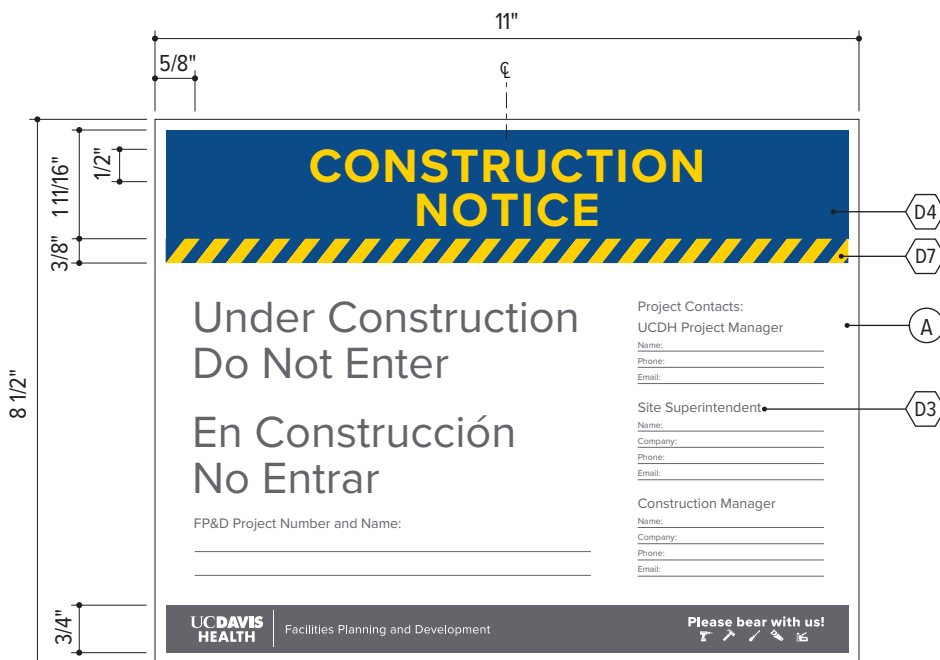 11"
5/8"
℄
1 11/16"
1/2"
3/8"
8 1/2"
3/4"
CONSTRUCTION
NOTICE
D4
D7
A
D3
Under Construction
Do Not Enter
En Construcción
No Entrar
FP&D Project Number and Name:
Project Contacts:
UCDH Project Manager
Name:
Phone:
Email:
Site Superintendent
Name:
Company:
Phone:
Email:
Construction Manager
Name:
Company:
Phone:
Email:
UCDAVIS
HEALTH
Facilities Planning and Development
Please bear with us!